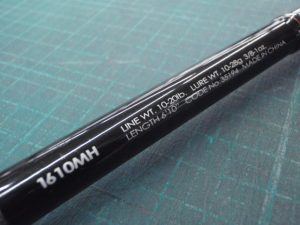 LINE WT. 10-20lb. LURE WT. 10-28g 3/8-1oz.
LENGTH 6'10" CODE No.35194 MADE IN CHINA
1610MH